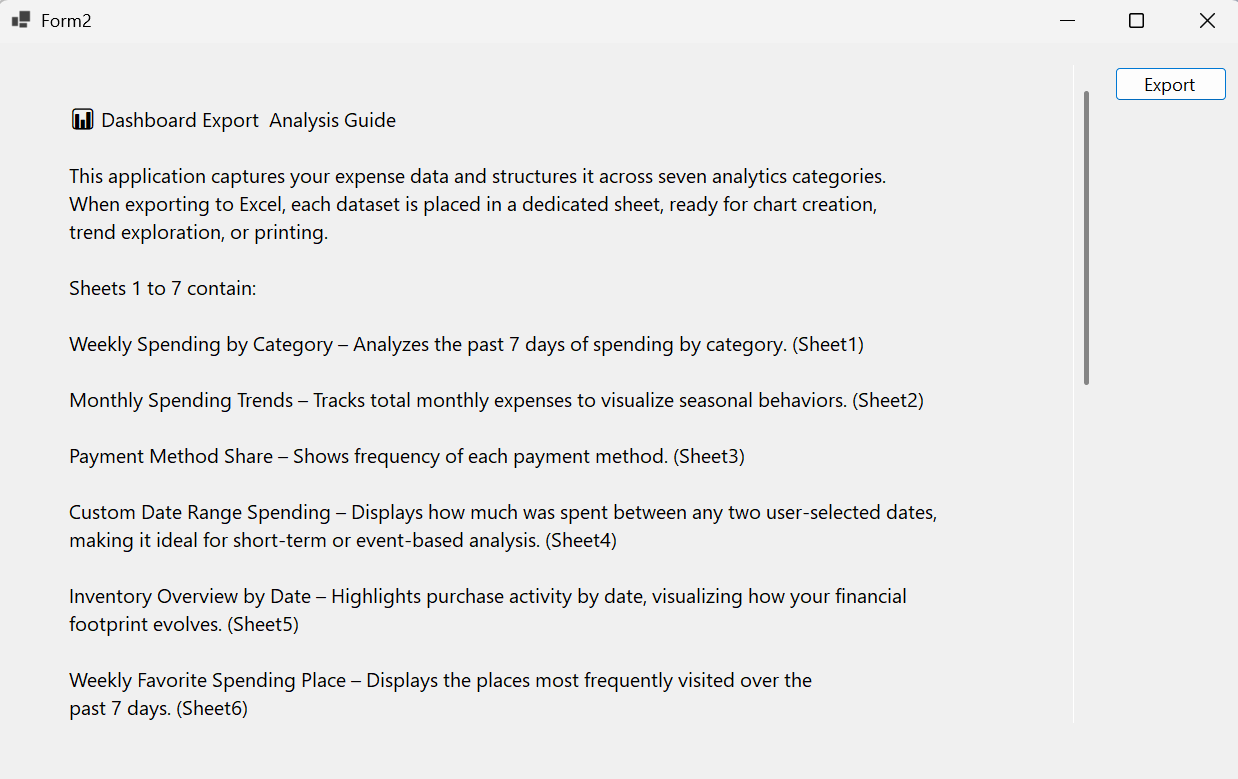 Form2
Export
Dashboard Export  Analysis Guide
This application captures your expense data and structures it across seven analytics categories.
When exporting to Excel, each dataset is placed in a dedicated sheet, ready for chart creation,
trend exploration, or printing.
Sheets 1 to 7 contain:
Weekly Spending by Category – Analyzes the past 7 days of spending by category. (Sheet1)
Monthly Spending Trends – Tracks total monthly expenses to visualize seasonal behaviors. (Sheet2)
Payment Method Share – Shows frequency of each payment method. (Sheet3)
Custom Date Range Spending – Displays how much was spent between any two user-selected dates,
making it ideal for short-term or event-based analysis. (Sheet4)
Inventory Overview by Date – Highlights purchase activity by date, visualizing how your financial
footprint evolves. (Sheet5)
Weekly Favorite Spending Place – Displays the places most frequently visited over the
past 7 days. (Sheet6)